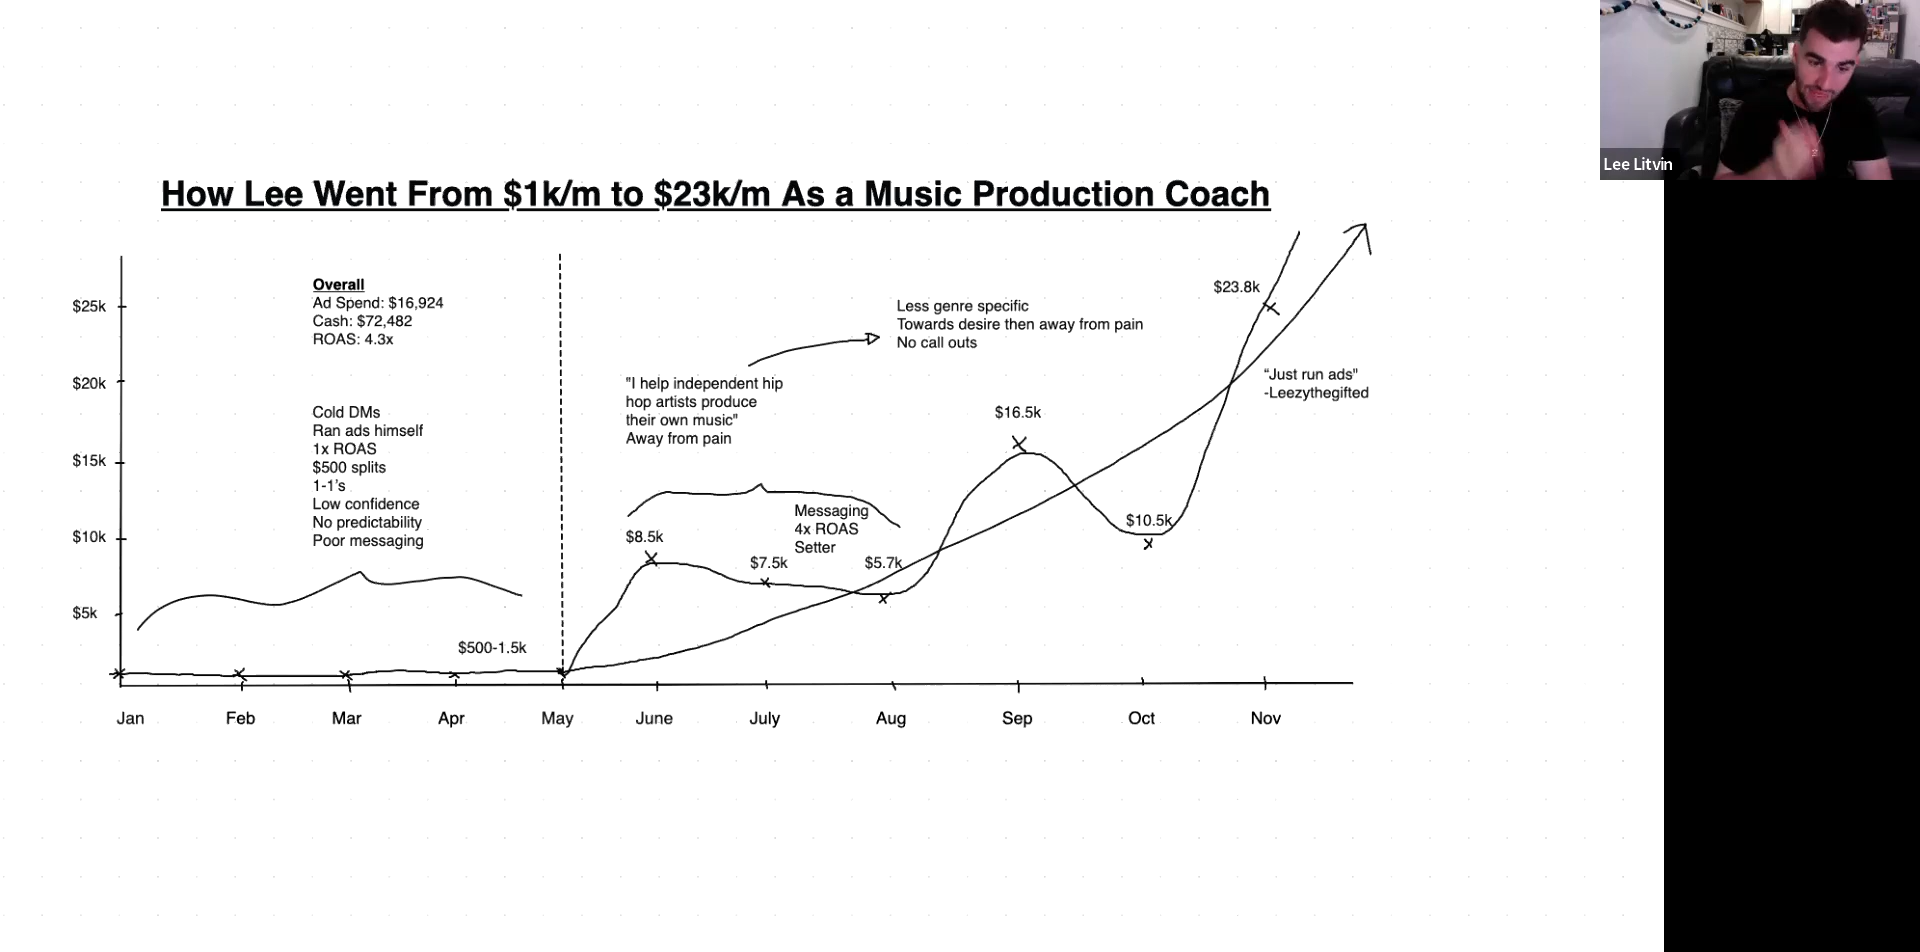 Lee Litvin
How Lee Went From $1k/m to $23k/m As a Music Production Coach
$25k
$20k
$15k
$10k
$5k
Overall
Ad Spend: $16,924
Cash: $72,482
ROAS: 4.3x
Cold DMs
Ran ads himself
1x ROAS
$500 splits
1-1's
Low confidence
No predictability
Poor messaging
$500-1.5k
"I help independent hip
hop artists produce
their own music"
Away from pain
Less genre specific
Towards desire then away from pain
No call outs
Messaging
4x ROAS
Setter
$8.5k
$7.5k
$5.7k
$16.5k
$10.5k
$23.8k
“Just run ads"
-Leezythegifted
Jan
Feb
Mar
Apr
May
June
July
Aug
Sep
Oct
Nov